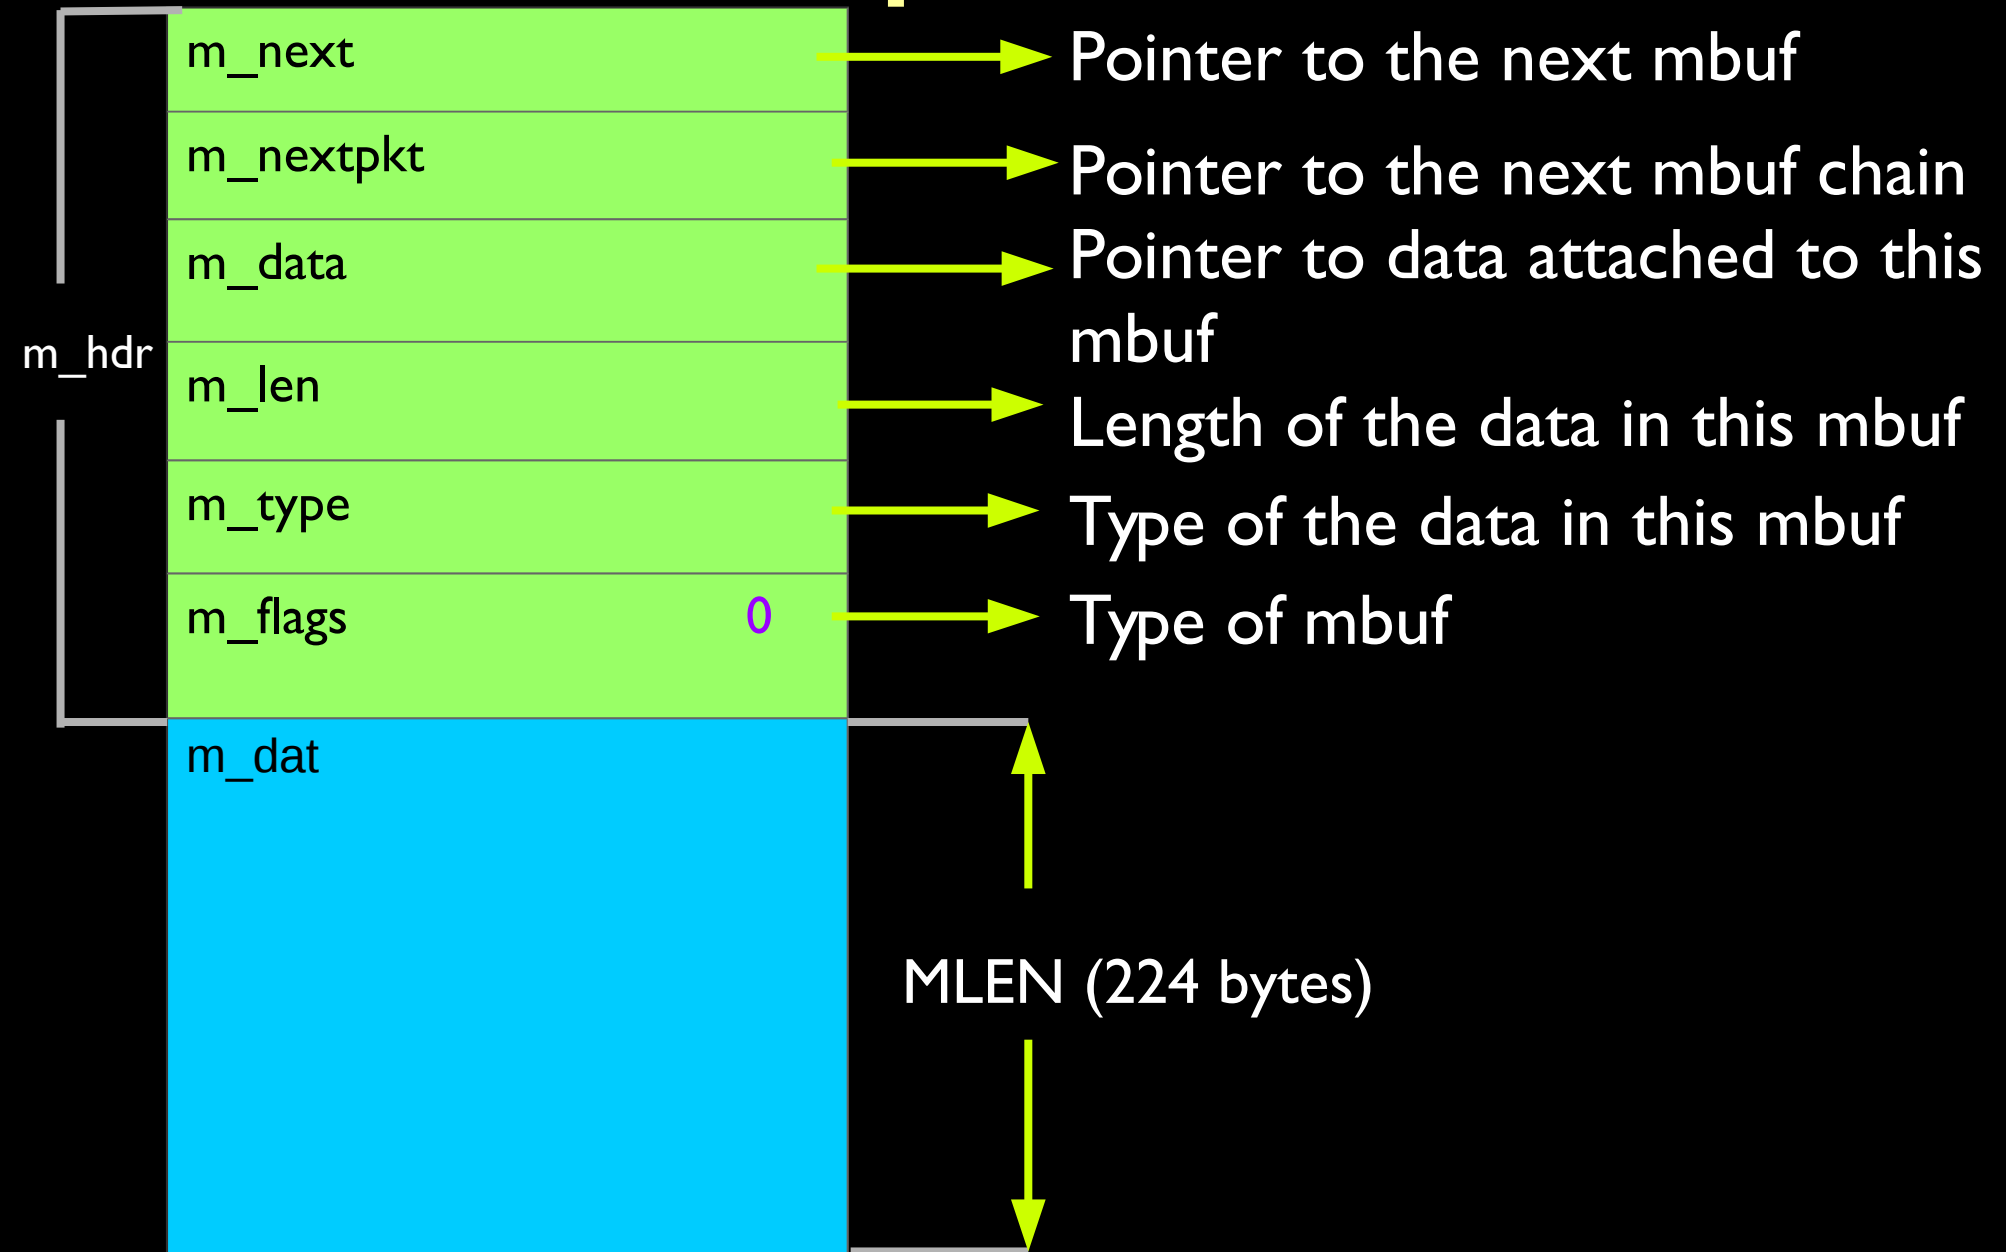 m_next
Pointer to the next mbuf
m_nextpkt
Pointer to the next mbuf chain
m_data
Pointer to data attached to this
mbuf
m_hdr
m_len
Length of the data in this mbuf
m_type
Type of the data in this mbuf
m_flags 0
Type of mbuf
m_dat
MLEN (224 bytes)